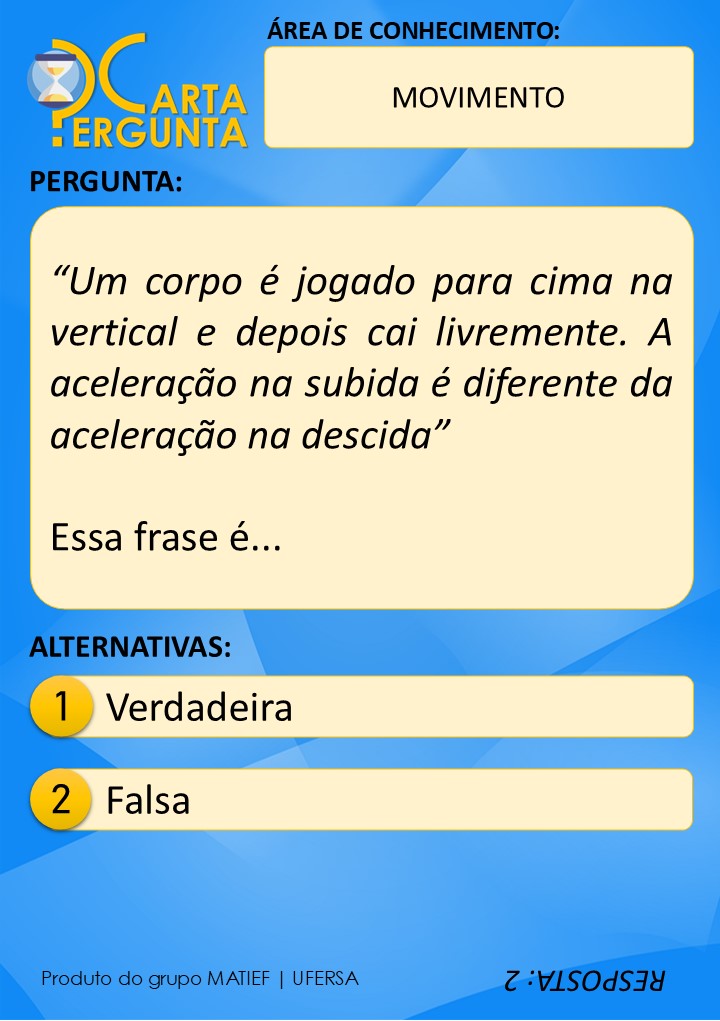 ÁREA DE CONHECIMENTO:
CARTA
PERGUNTA
MOVIMENTO
PERGUNTA:
“Um corpo é jogado para cima na
vertical e depois cai livremente. A
aceleração na subida é diferente da
aceleração na descida”
Essa frase é...
ALTERNATIVAS:
1 Verdadeira
2 Falsa
Produto do grupo MATIEF | UFERSA
RESPOSTA: 2